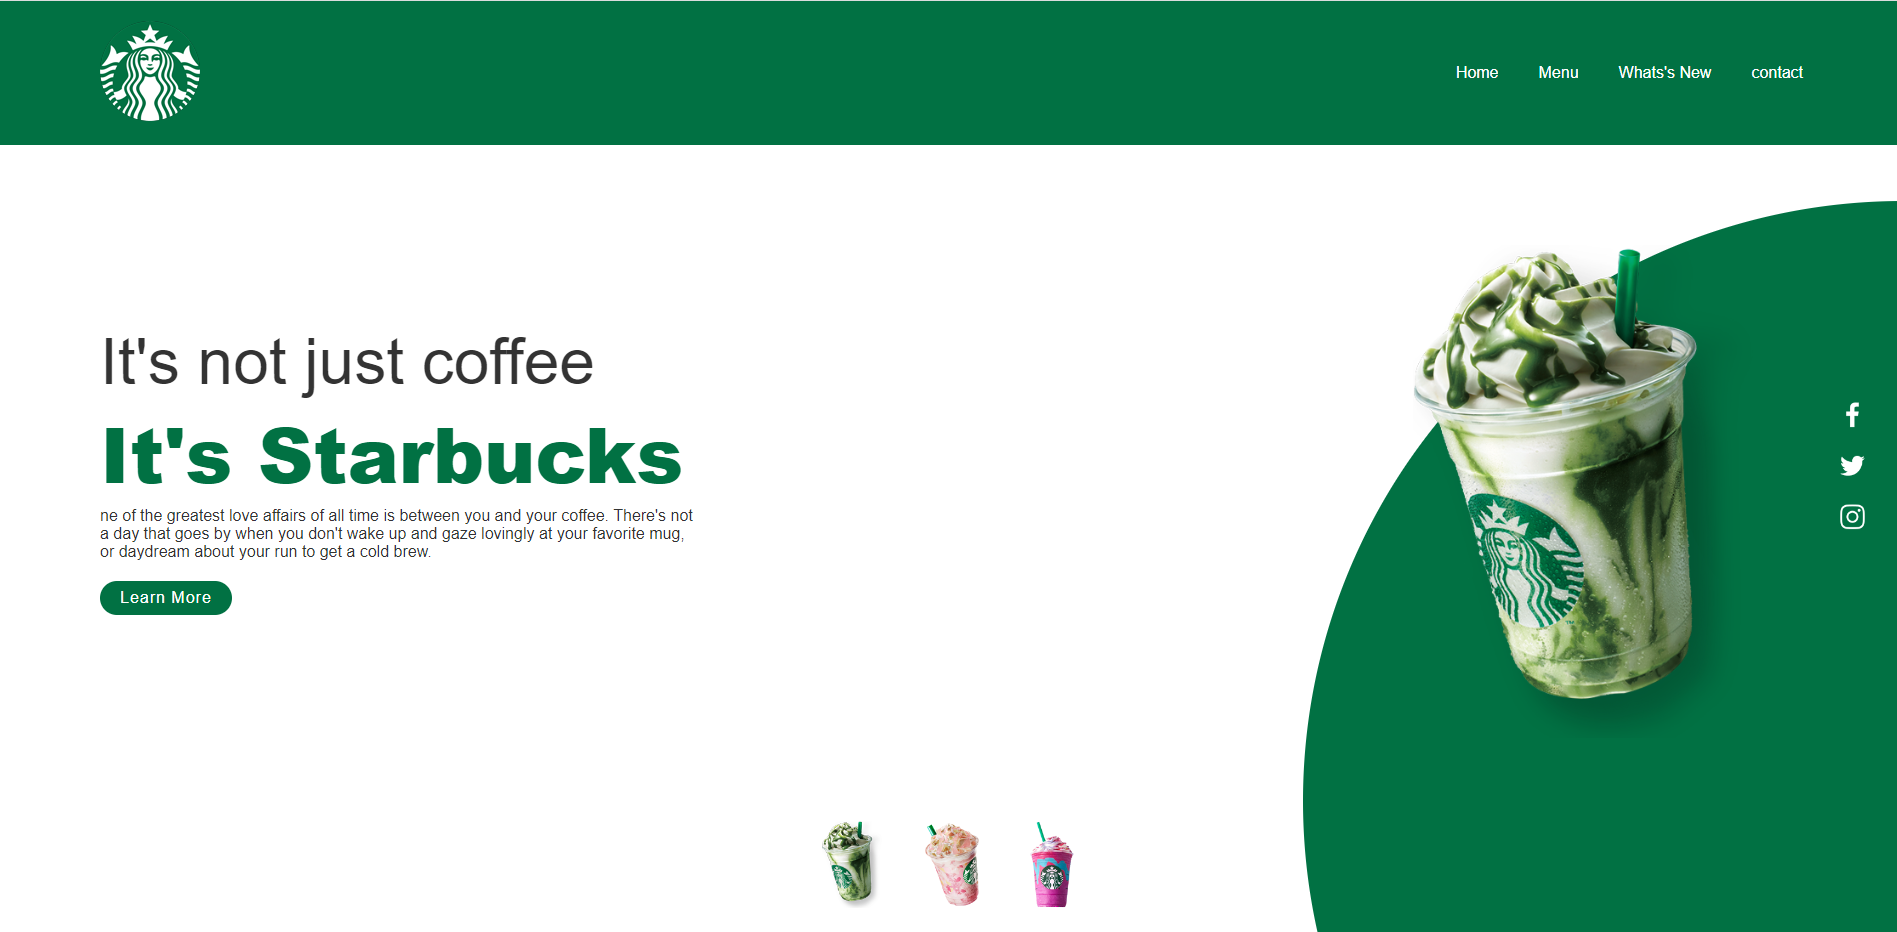 Home Menu Whats's New contact
It's not just coffee
It's Starbucks
ne of the greatest love affairs of all time is between you and your coffee. There's not
a day that goes by when you don't wake up and gaze lovingly at your favorite mug,
or daydream about your run to get a cold brew.
Learn More